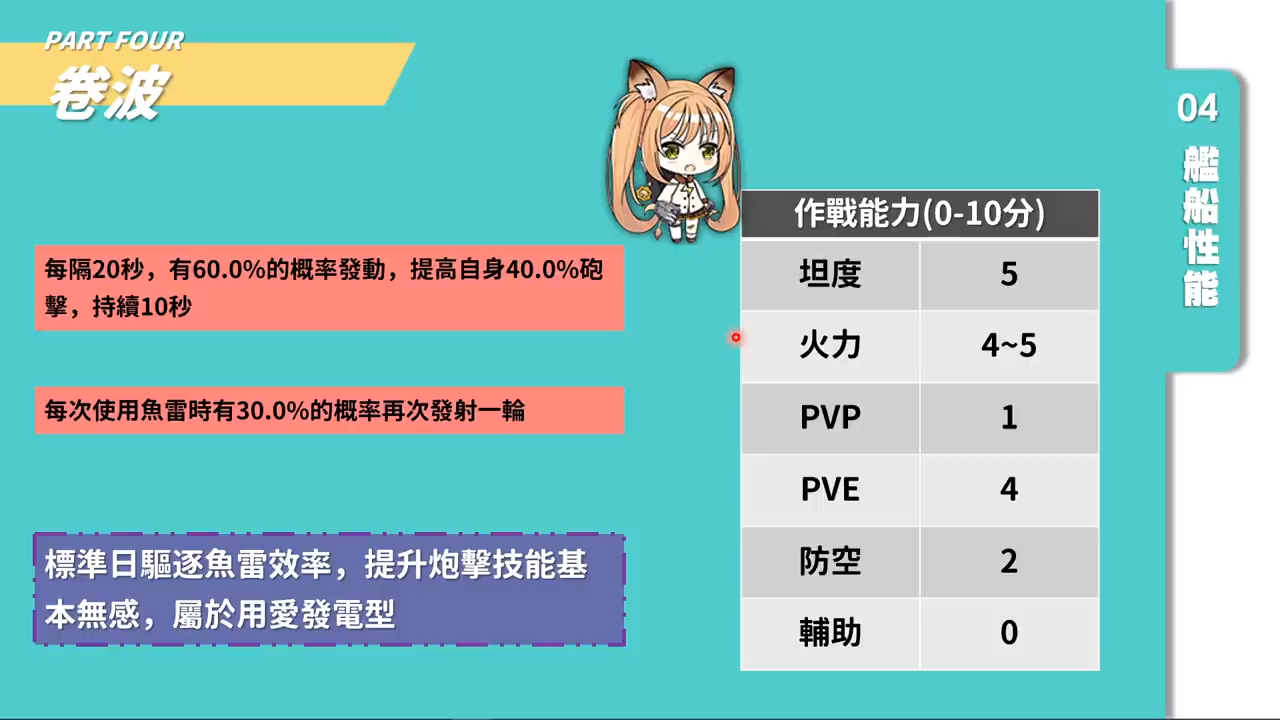 PART FOUR
卷波
04
艦船性能
每隔20秒，有60.0%的概率發動，提高自身40.0%砲
擊，持續10秒
每次使用魚雷時有30.0%的概率再次發射一輪
標準日驅逐魚雷效率，提升炮擊技能基
本無感，屬於用愛發電型
作戰能力(0-10分)
坦度 5
火力 4~5
PVP 1
PVE 4
防空 2
輔助 0